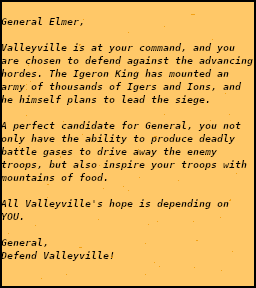 General Elmer,
Valleyville is at your command, and you
are chosen to defend against the advancing
hordes. The Igeron King has mounted an
army of thousands of Igers and Ions, and
he himself plans to lead the siege.
A perfect candidate for General, you not
only have the ability to produce deadly
battle gases to drive away the enemy
troops, but also inspire your troops with
mountains of food.
All Valleyville's hope is depending on
YOU.
General,
Defend Valleyville!